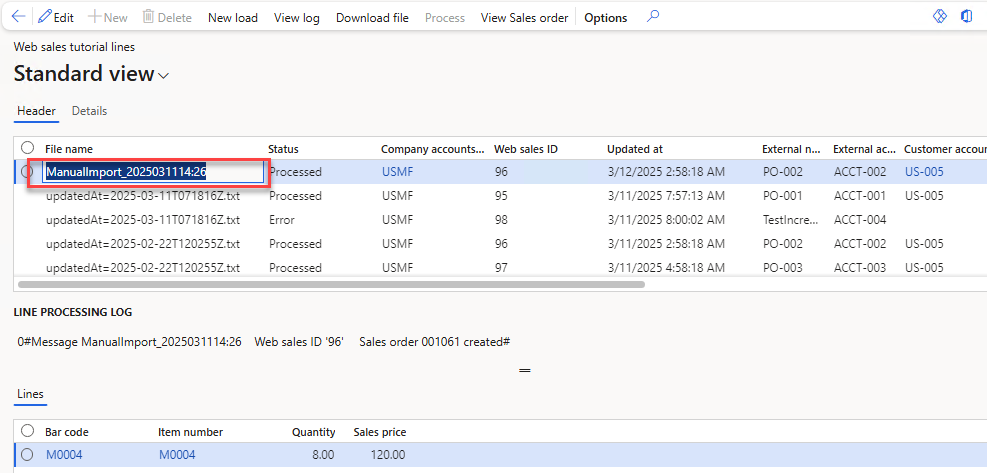 Edit New Delete New load View log Download file Process View Sales order Options
Web sales tutorial lines
Standard view
Header Details
File name Status Company accounts... Web sales ID Updated at External n... External ac... Customer accou
ManualImport_2025031114:26 Processed USMF 96 3/12/2025 2:58:18 AM PO-002 ACCT-002 US-005
updatedAt=2025-03-11T071816Z.txt Processed USMF 95 3/11/2025 7:57:13 AM PO-001 ACCT-001 US-005
updatedAt=2025-03-11T071816Z.txt Error USMF 98 3/11/2025 8:00:02 AM TestIncre... ACCT-004
updatedAt=2025-02-22T120255Z.txt Processed USMF 96 3/11/2025 2:58:18 AM PO-002 ACCT-002 US-005
updatedAt=2025-02-22T120255Z.txt Processed USMF 97 3/11/2025 4:58:18 AM PO-003 ACCT-003 US-005
LINE PROCESSING LOG
0#Message ManualImport_2025031114:26 Web sales ID '96' Sales order 001061 created#
Lines
Bar code Item number Quantity Sales price
M0004 M0004 8.00 120.00